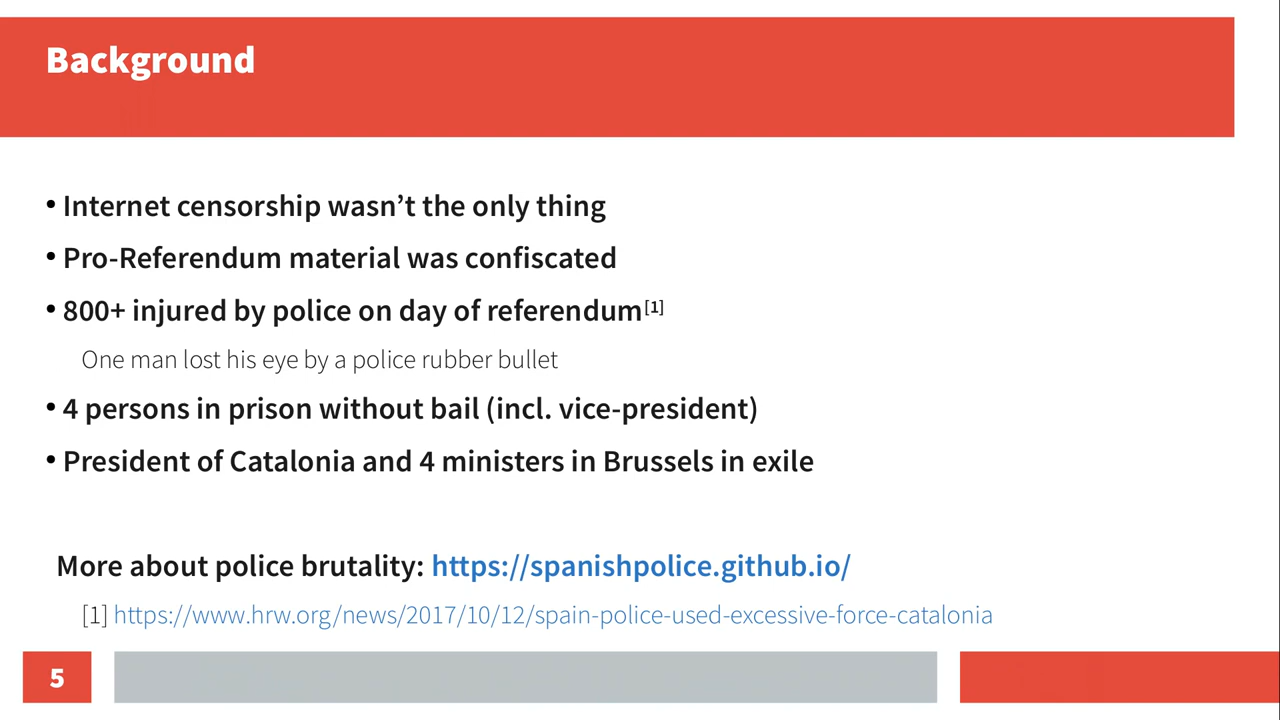 Background
• Internet censorship wasn’t the only thing
• Pro-Referendum material was confiscated
• 800+ injured by police on day of referendum[1]
One man lost his eye by a police rubber bullet
• 4 persons in prison without bail (incl. vice-president)
• President of Catalonia and 4 ministers in Brussels in exile
More about police brutality: https://spanishpolice.github.io/
[1] https://www.hrw.org/news/2017/10/12/spain-police-used-excessive-force-catalonia
5